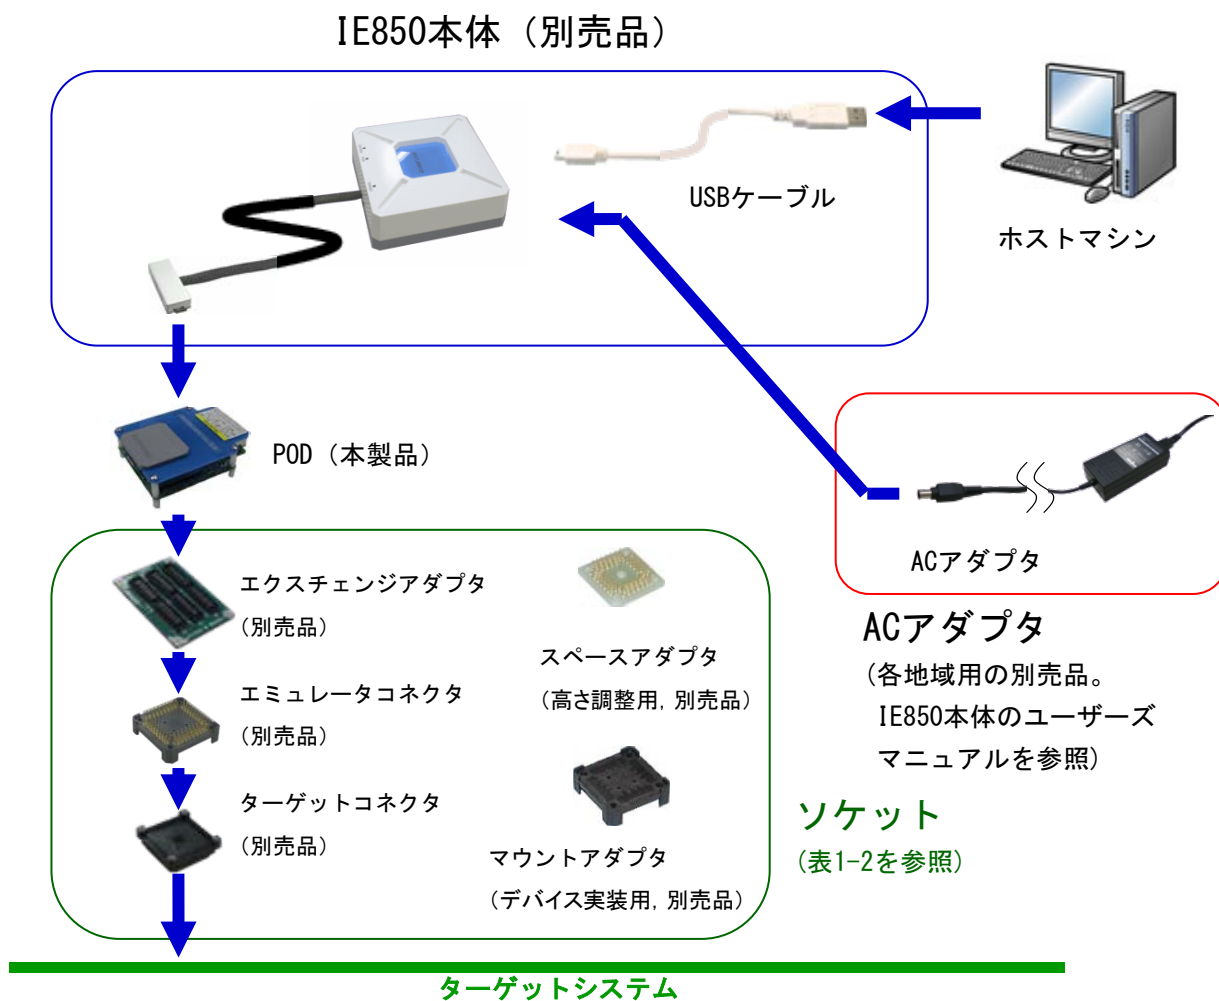 IE850本体（別売品）
USBケーブル
ホストマシン
POD（本製品）
ACアダプタ
ACアダプタ
（各地域用の別売品。
IE850本体のユーザーズ
マニュアルを参照）
エクスチェンジアダプタ
（別売品）
スペースアダプタ
（高さ調整用，別売品）
エミュレータコネクタ
（別売品）
ターゲットコネクタ
（別売品）
マウントアダプタ
（デバイス実装用，別売品）
ソケット
（表1-2を参照）
ターゲットシステム